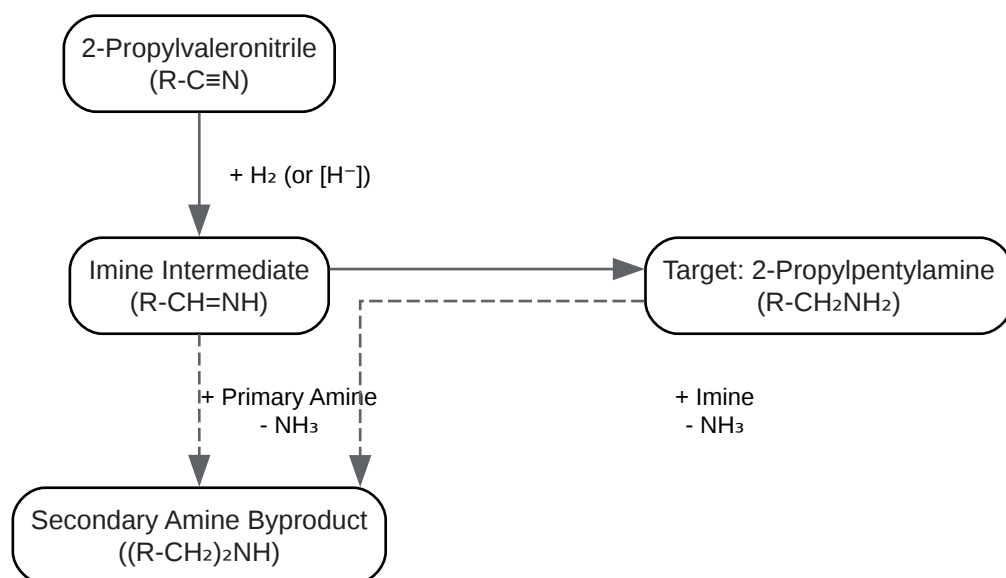 2-Propylvaleronitrile
(R-C≡N)
+ H₂ (or [H⁻])
Imine Intermediate
(R-CH=NH)
Target: 2-Propylpentylamine
(R-CH₂NH₂)
+ Primary Amine
- NH₃
+ Imine
- NH₃
Secondary Amine Byproduct
((R-CH₂)₂NH)